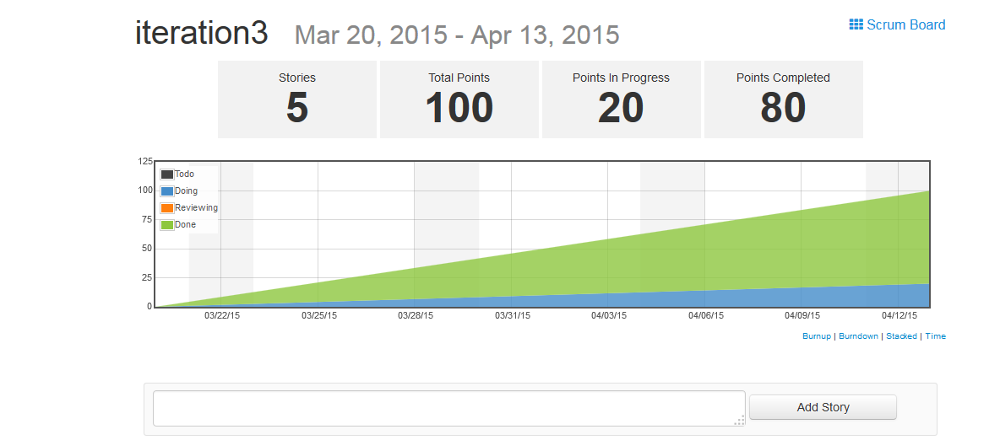 iteration3 Mar 20, 2015 - Apr 13, 2015 Scrum Board
Stories Total Points Points In Progress Points Completed
5 100 20 80
125
100
75
50
25
0
Todo
Doing
Reviewing
Done
03/22/15 03/25/15 03/28/15 03/31/15 04/03/15 04/06/15 04/09/15 04/12/15
Burnup | Burndown | Stacked | Time
Add Story